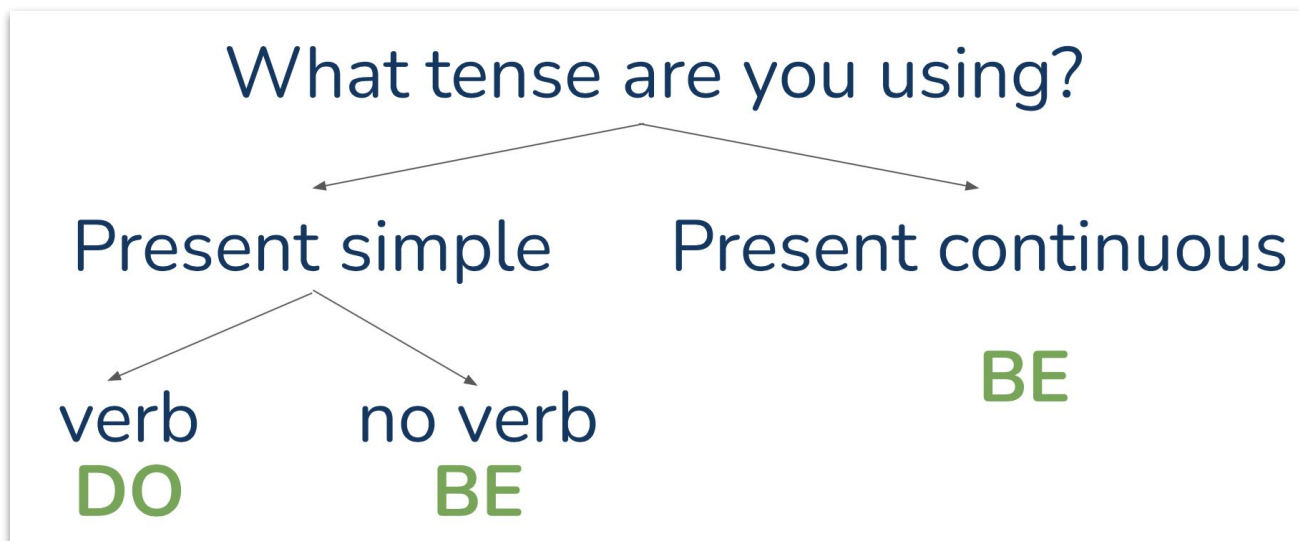 What tense are you using?
Present simple
Present continuous
verb
DO
no verb
BE
BE